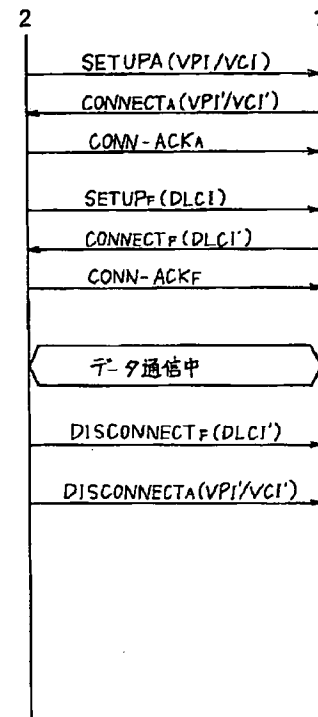 2
SETUPA(VPI/VCI)
CONNECTA(VPI'/VCI')
CONN-ACKA
SETUPF(DLCI)
CONNECTF(DLCI')
CONN-ACKF
データ通信中
DISCONNECTF(DLCI')
DISCONNECTA(VPI'/VCI')